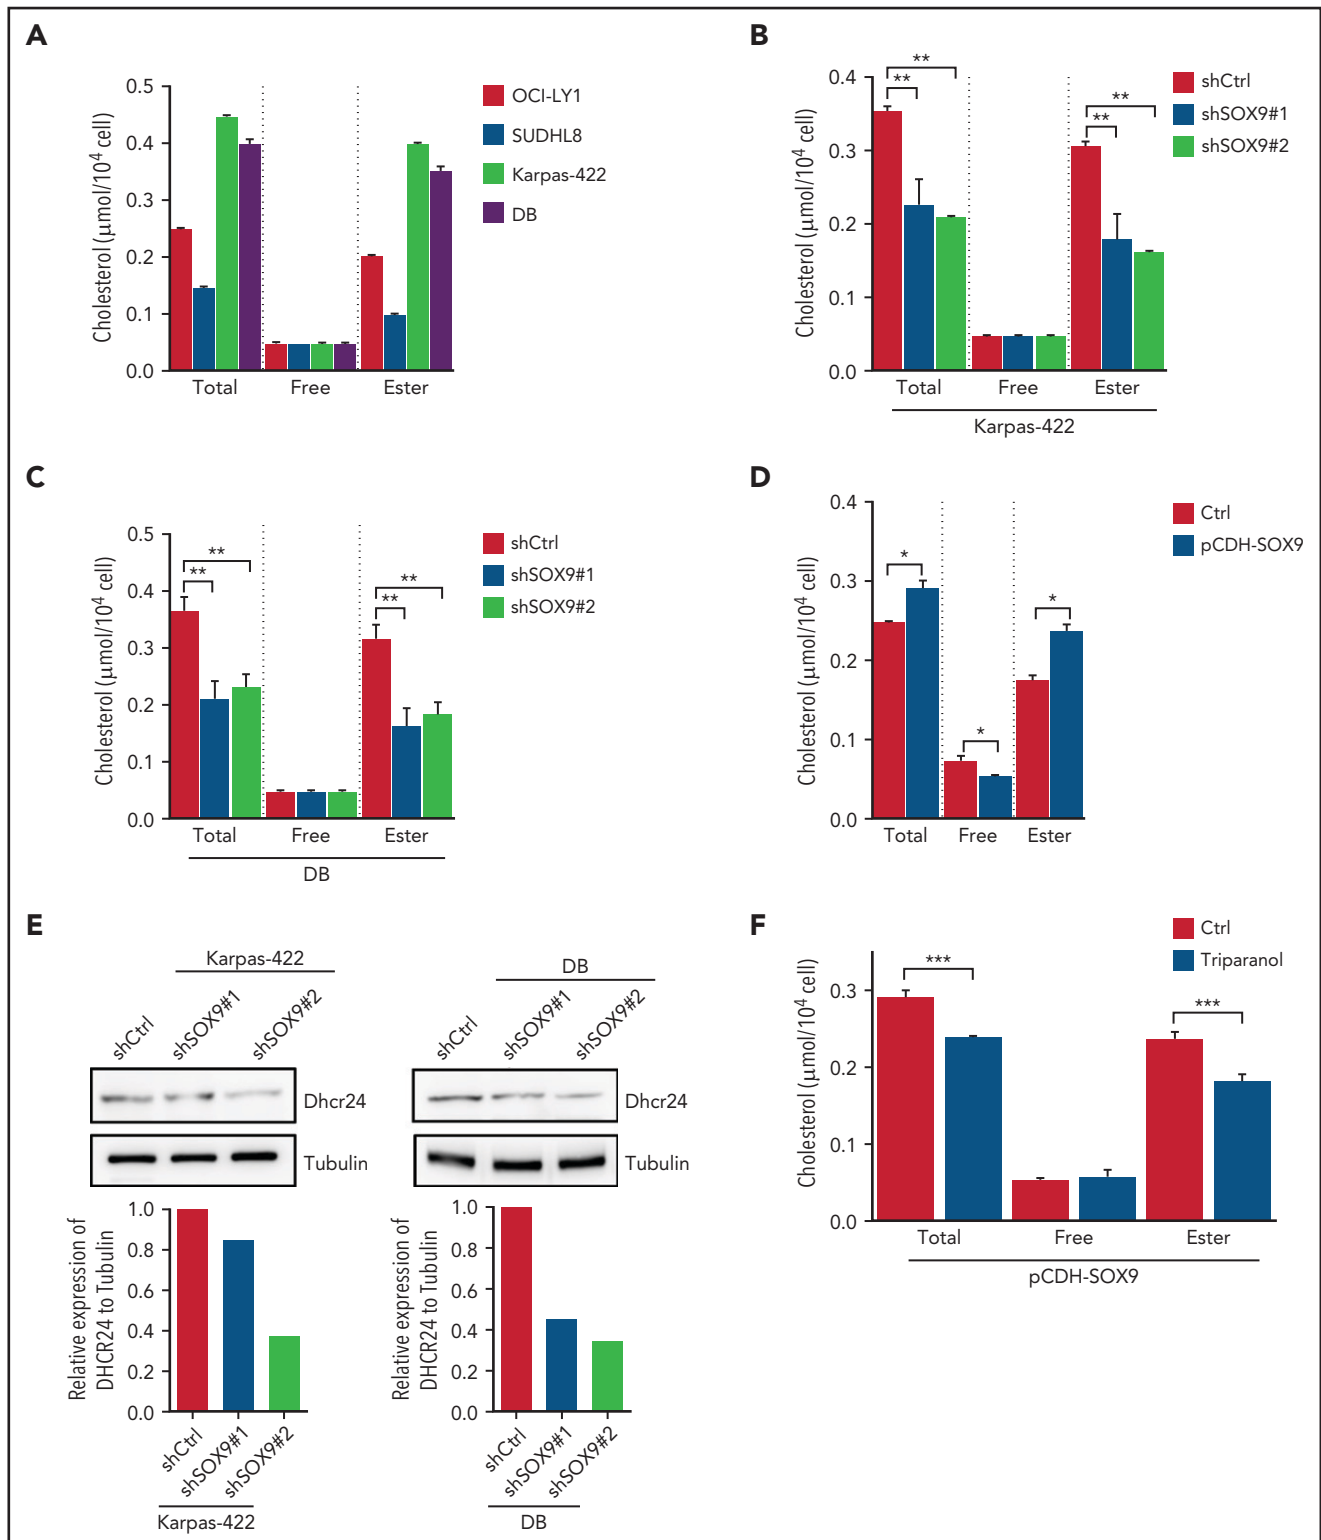 A
Cholesterol (μmol/10⁴ cell)
0.5
0.4
0.3
0.2
0.1
0.0
Total
Free
Ester
OCI-LY1
SUDHL8
Karpas-422
DB
B
Cholesterol (μmol/10⁴ cell)
0.4
0.3
0.2
0.1
0.0
**
**
**
**
Total
Free
Ester
Karpas-422
shCtrl
shSOX9#1
shSOX9#2
C
Cholesterol (μmol/10⁴ cell)
0.5
0.4
0.3
0.2
0.1
0.0
**
**
**
**
Total
Free
Ester
DB
shCtrl
shSOX9#1
shSOX9#2
D
Cholesterol (μmol/10⁴ cell)
0.4
0.3
0.2
0.1
0.0
*
*
*
Total
Free
Ester
Ctrl
pCDH-SOX9
E
Karpas-422
shCtrl
shSOX9#1
shSOX9#2
Dhcr24
Tubulin
Relative expression of
DHCR24 to Tubulin
1.0
0.8
0.6
0.4
0.2
0.0
shCtrl
shSOX9#1
shSOX9#2
Karpas-422
DB
shCtrl
shSOX9#1
shSOX9#2
Dhcr24
Tubulin
Relative expression of
DHCR24 to Tubulin
1.0
0.8
0.6
0.4
0.2
0.0
shCtrl
shSOX9#1
shSOX9#2
DB
F
Ctrl
Triparanol
Cholesterol (μmol/10⁴ cell)
0.3
0.2
0.1
0.0
***
***
Total
Free
Ester
pCDH-SOX9